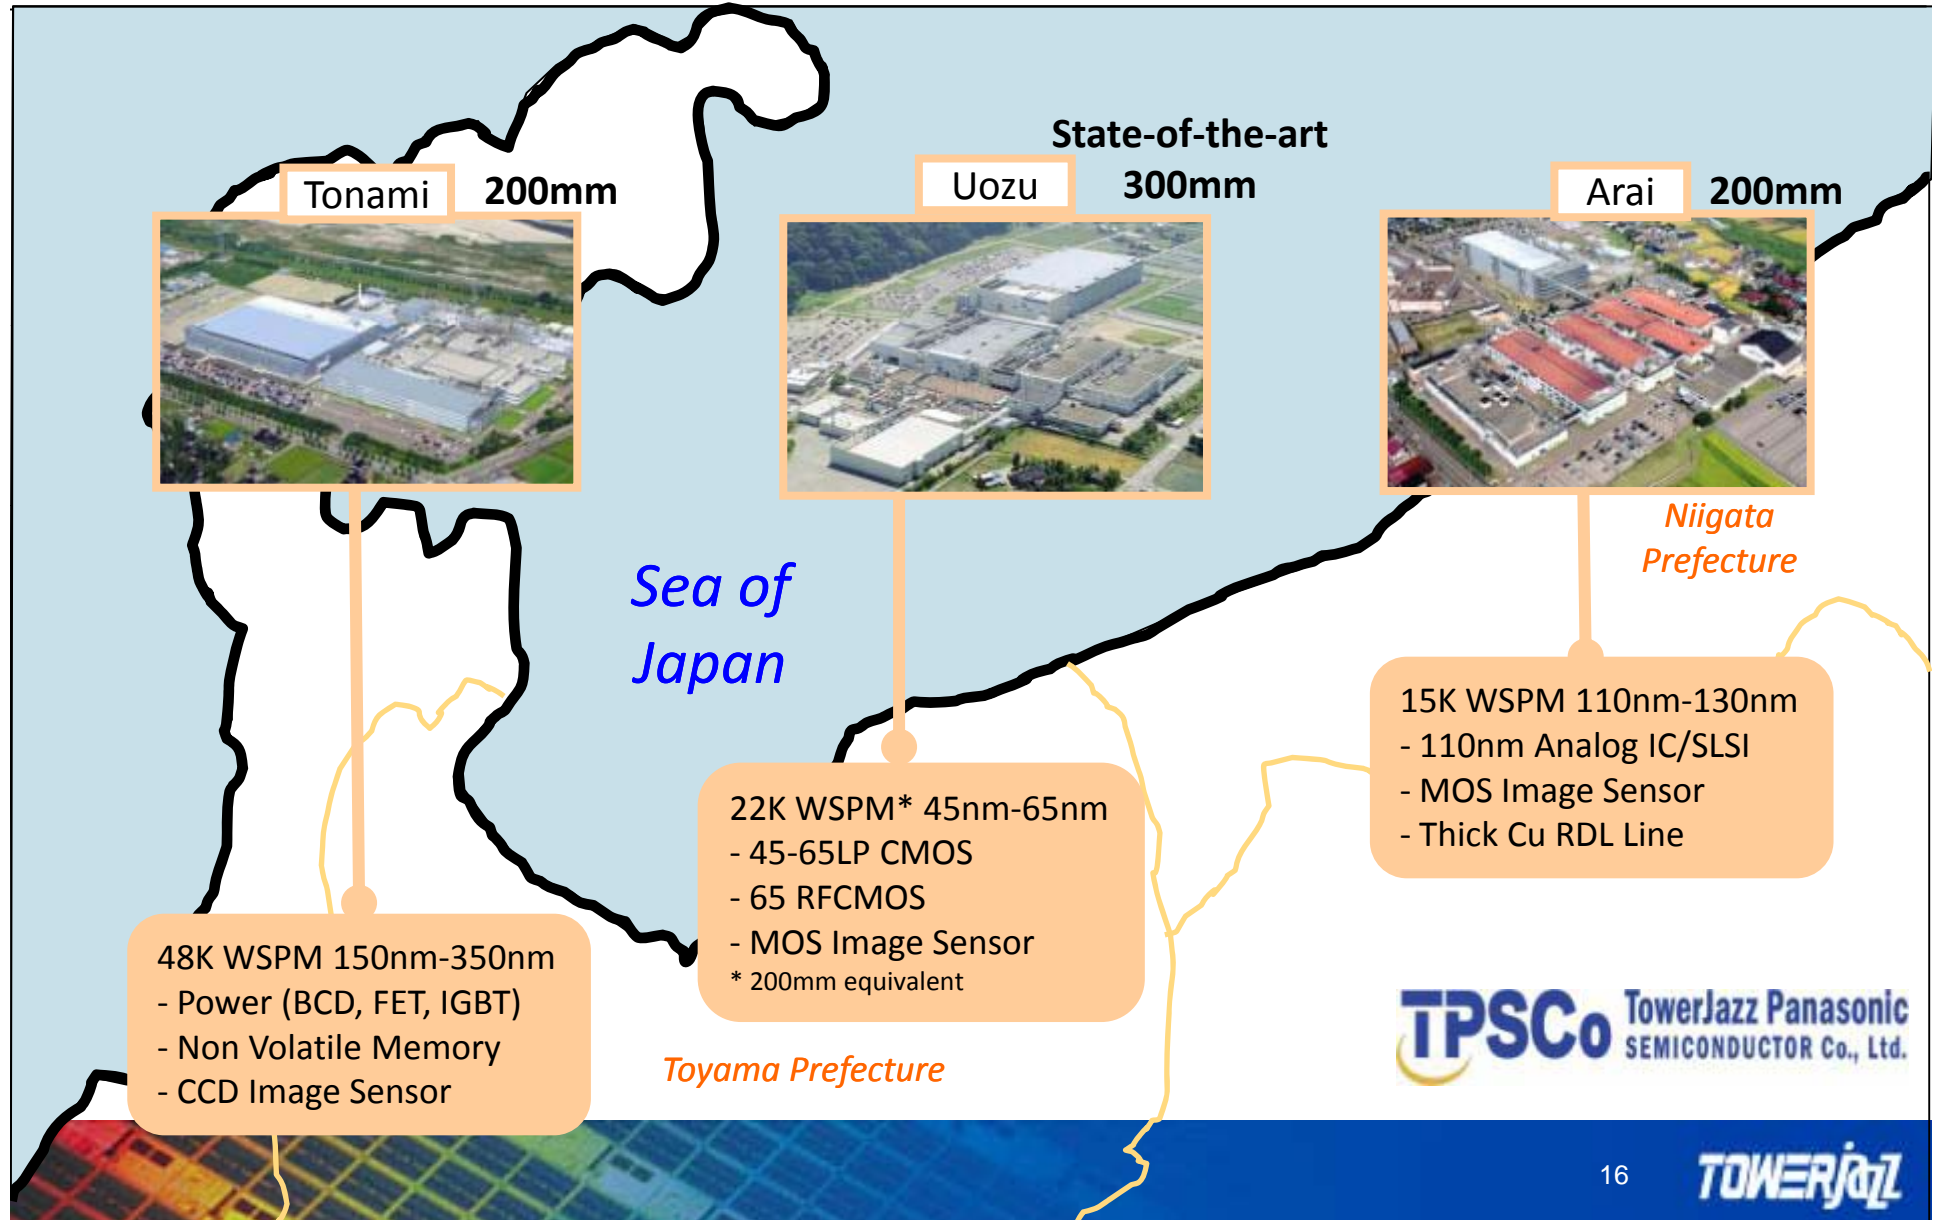 State-of-the-art
300mm
Tonami
200mm
Uozu
Arai
200mm
Niigata
Prefecture
Sea of
Japan
15K WSPM 110nm-130nm
- 110nm Analog IC/SLSI
- MOS Image Sensor
- Thick Cu RDL Line
22K WSPM* 45nm-65nm
- 45-65LP CMOS
- 65 RFCMOS
- MOS Image Sensor
* 200mm equivalent
48K WSPM 150nm-350nm
- Power (BCD, FET, IGBT)
- Non Volatile Memory
- CCD Image Sensor
Toyama Prefecture
TPSCo
TowerJazz Panasonic
SEMICONDUCTOR Co., Ltd.
16
TOWERjazz